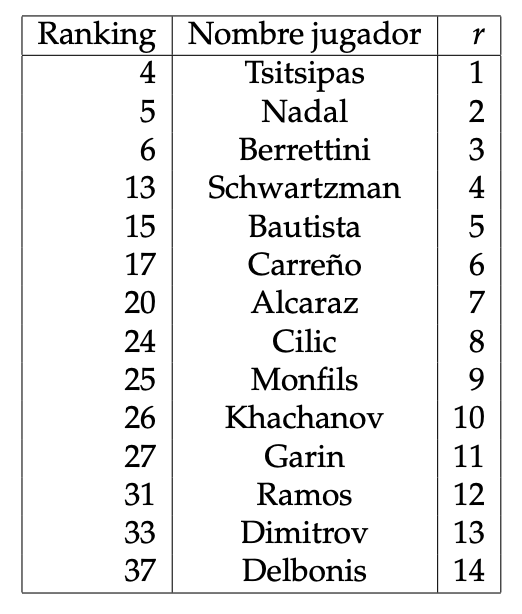 Ranking Nombre jugador r
4 Tsitsipas 1
5 Nadal 2
6 Berrettini 3
13 Schwartzman 4
15 Bautista 5
17 Carreño 6
20 Alcaraz 7
24 Cilic 8
25 Monfils 9
26 Khachanov 10
27 Garin 11
31 Ramos 12
33 Dimitrov 13
37 Delbonis 14